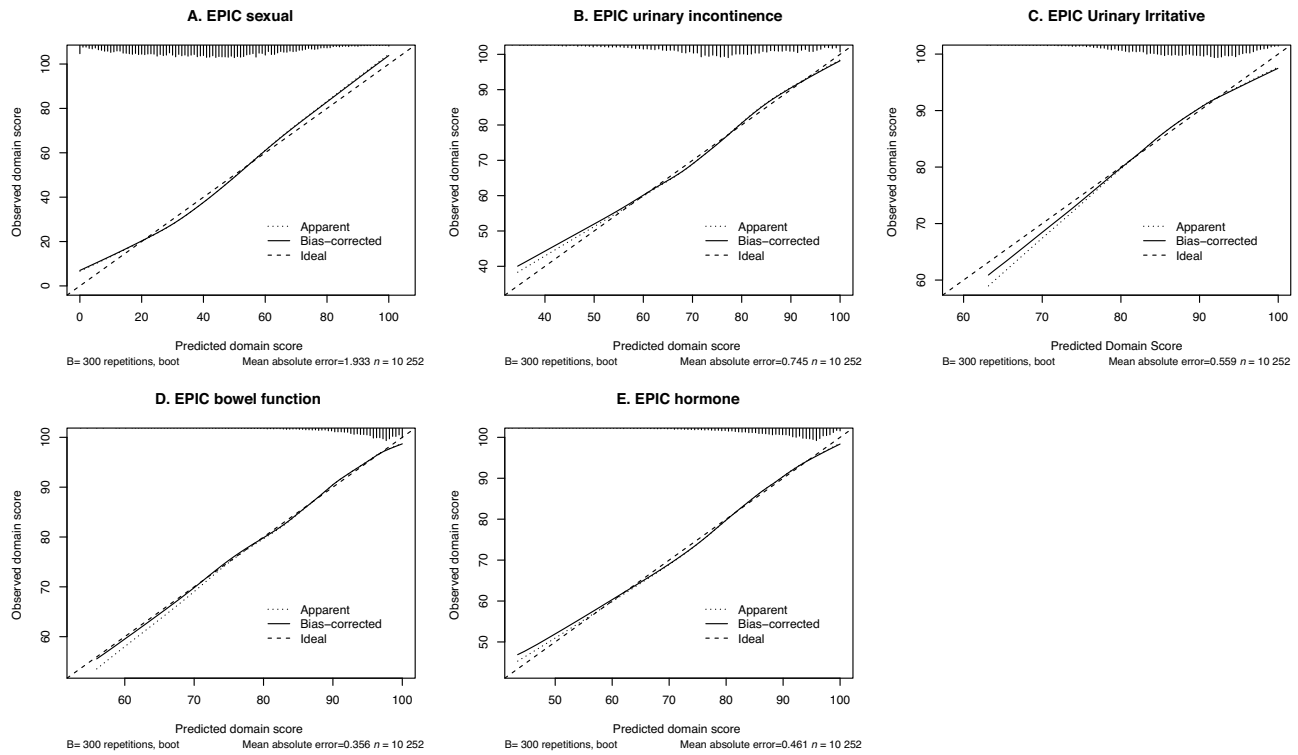 A. EPIC sexual
Observed domain score
100
80
60
40
20
0
Apparent
Bias–corrected
Ideal
0 20 40 60 80 100
Predicted domain score
B= 300 repetitions, boot Mean absolute error=1.933 n = 10 252
B. EPIC urinary incontinence
Observed domain score
100
90
80
70
60
50
40
Apparent
Bias–corrected
Ideal
40 50 60 70 80 90 100
Predicted domain score
B= 300 repetitions, boot Mean absolute error=0.745 n = 10 252
C. EPIC Urinary Irritative
Observed domain score
100
90
80
70
60
Apparent
Bias–corrected
Ideal
60 70 80 90 100
Predicted Domain Score
B= 300 repetitions, boot Mean absolute error=0.559 n = 10 252
D. EPIC bowel function
Observed domain score
100
90
80
70
60
Apparent
Bias–corrected
Ideal
60 70 80 90 100
Predicted domain score
B= 300 repetitions, boot Mean absolute error=0.356 n = 10 252
E. EPIC hormone
Observed domain score
100
90
80
70
60
50
Apparent
Bias–corrected
Ideal
50 60 70 80 90 100
Predicted domain score
B= 300 repetitions, boot Mean absolute error=0.461 n = 10 252